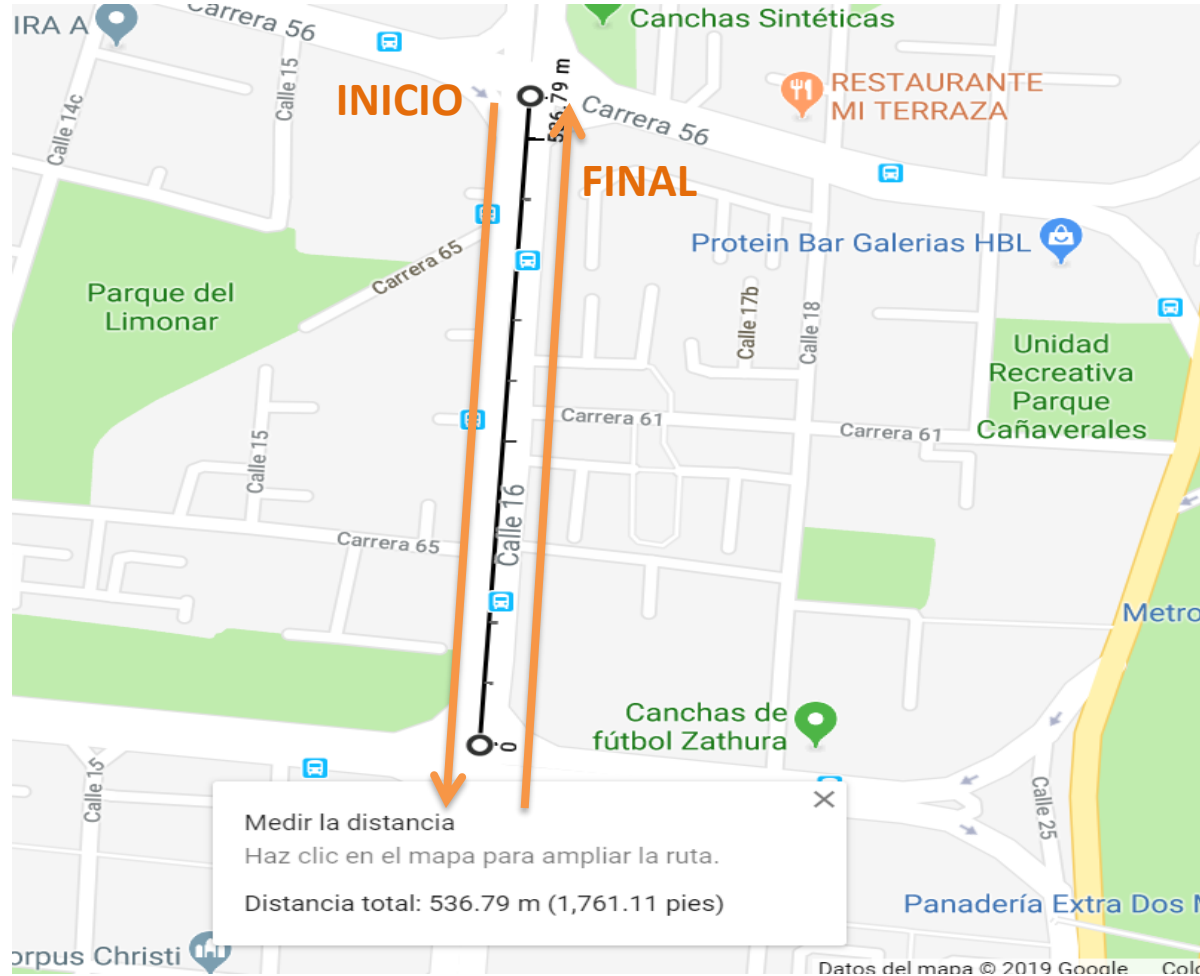 IRA A
Carrera 56
Canchas Sintéticas
Calle 15
INICIO
536.79 m
RESTAURANTE
MI TERRAZA
Calle 14c
Carrera 56
FINAL
Carrera 65
Protein Bar Galerias HBL
Parque del
Limonar
Calle 17b
Calle 18
Unidad
Recreativa
Parque
Cañaverales
Carrera 61
Carrera 61
Calle 15
Calle 16
Carrera 65
Metro
Canchas de
fútbol Zathura
0
Calle 15
Calle 25
Medir la distancia
Haz clic en el mapa para ampliar la ruta.
Distancia total: 536.79 m (1,761.11 pies)
Panadería Extra Dos
orpus Christi
Datos del mapa © 2019 Google
Col